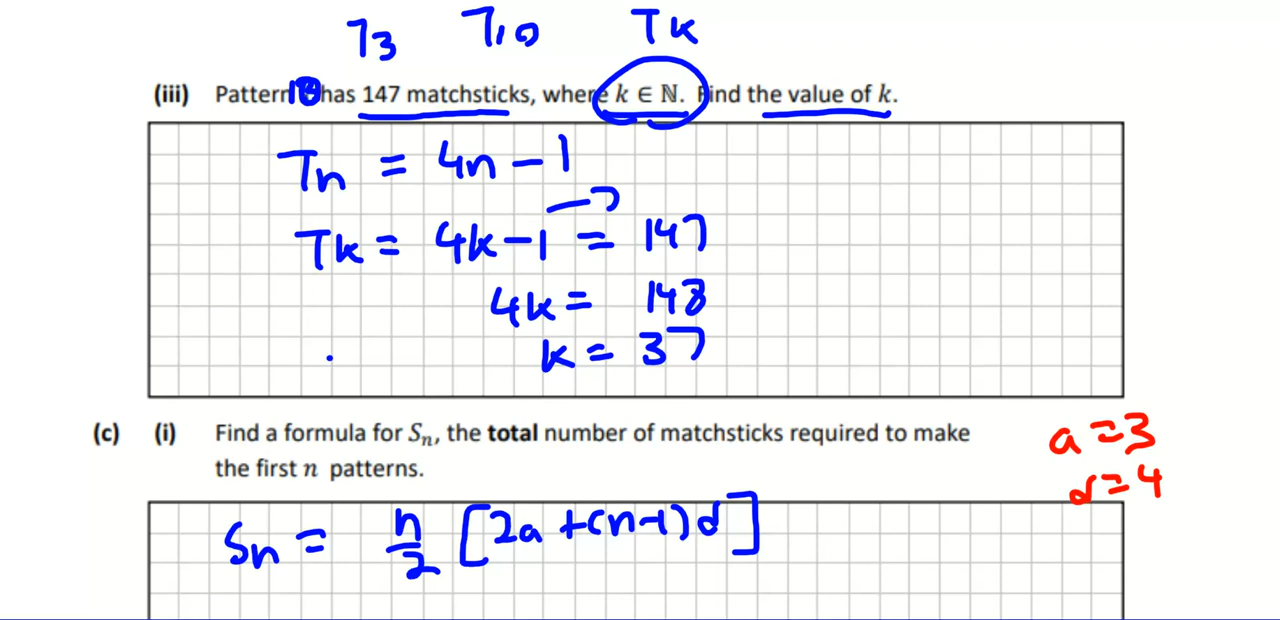 T3 T10 Tk
(iii) Pattern has 147 matchsticks, where k ∈ ℕ. Find the value of k.
Tn = 4n − 1
Tk = 4k − 1 = 147
4k = 148
k = 37
(c) (i) Find a formula for Sn, the total number of matchsticks required to make
the first n patterns.
a = 3
d = 4
Sn = n/2 [2a + (n − 1)d]